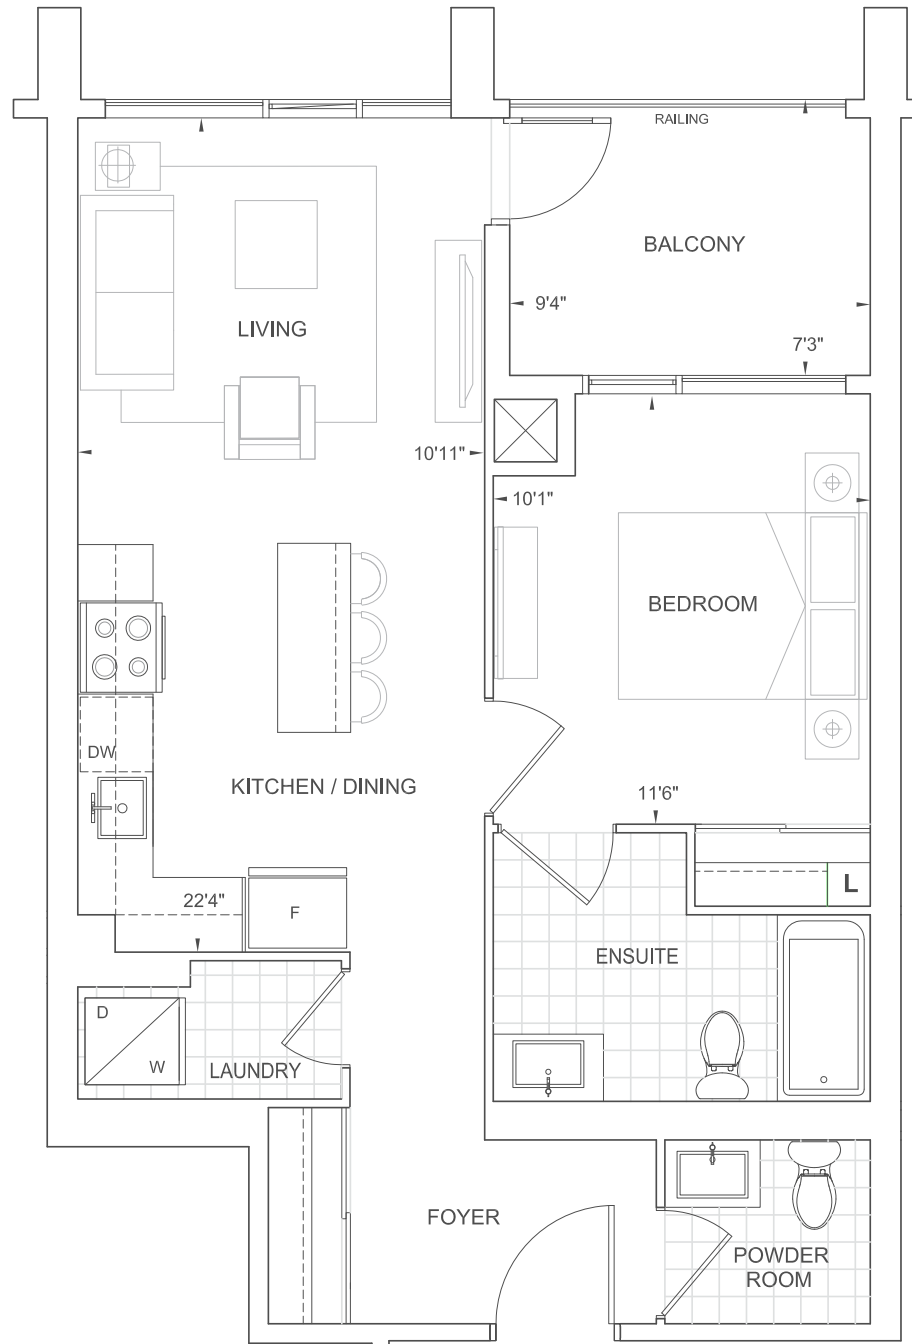 RAILING
BALCONY
9'4"
LIVING
7'3"
10'11"
10'1"
BEDROOM
DW
KITCHEN / DINING
11'6"
L
22'4"
F
ENSUITE
D
W
LAUNDRY
FOYER
POWDER
ROOM